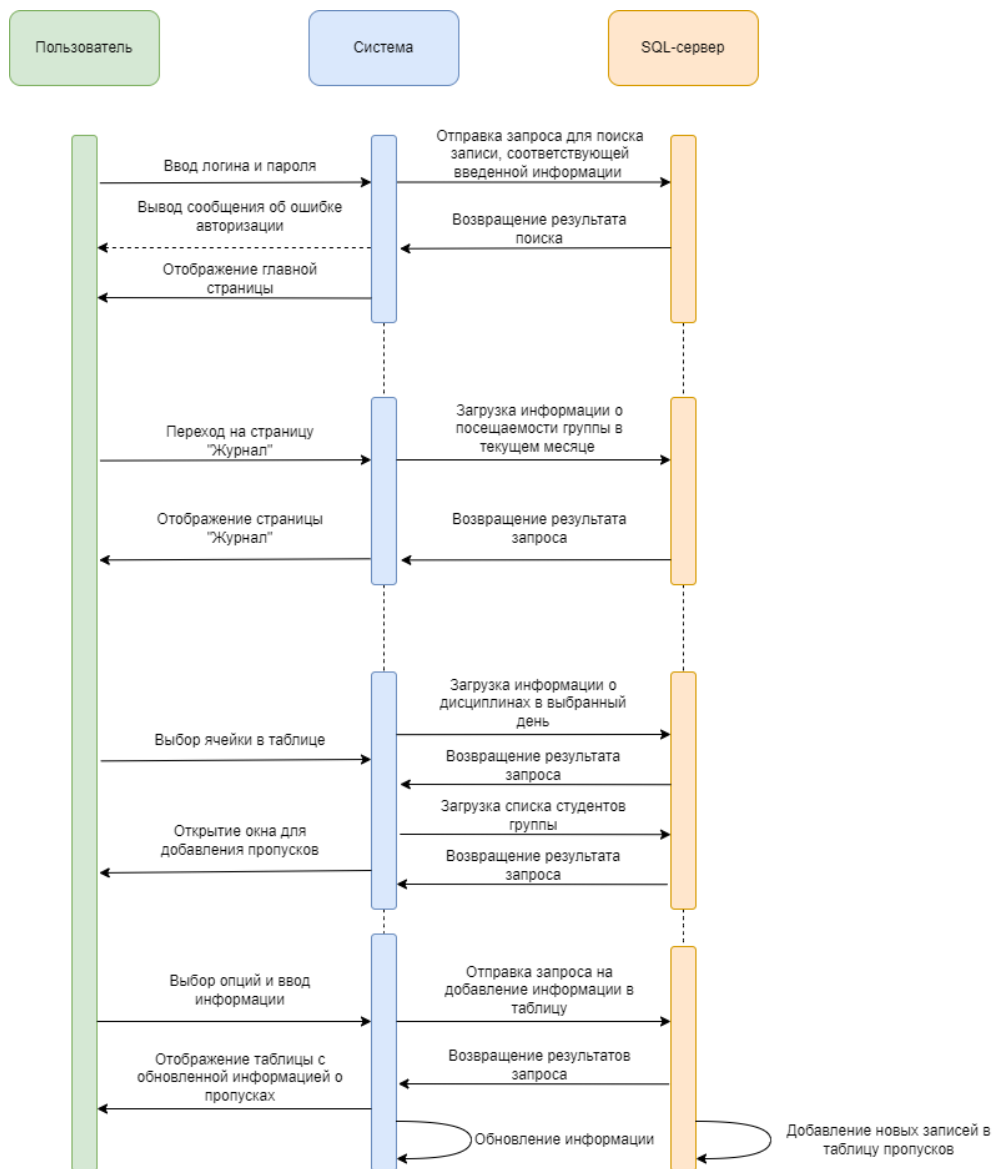 Пользователь
Система
SQL-сервер
Ввод логина и пароля
Отправка запроса для поиска
записи, соответствующей
введенной информации
Вывод сообщения об ошибке
авторизации
Возвращение результата
поиска
Отображение главной
страницы
Переход на страницу
"Журнал"
Загрузка информации о
посещаемости группы в
текущем месяце
Отображение страницы
"Журнал"
Возвращение результата
запроса
Загрузка информации о
дисциплинах в выбранный
день
Выбор ячейки в таблице
Возвращение результата
запроса
Загрузка списка студентов
группы
Открытие окна для
добавления пропусков
Возвращение результата
запроса
Выбор опций и ввод
информации
Отправка запроса на
добавление информации в
таблицу
Отображение таблицы с
обновленной информацией о
пропусках
Возвращение результатов
запроса
Обновление информации
Добавление новых записей в
таблицу пропусков